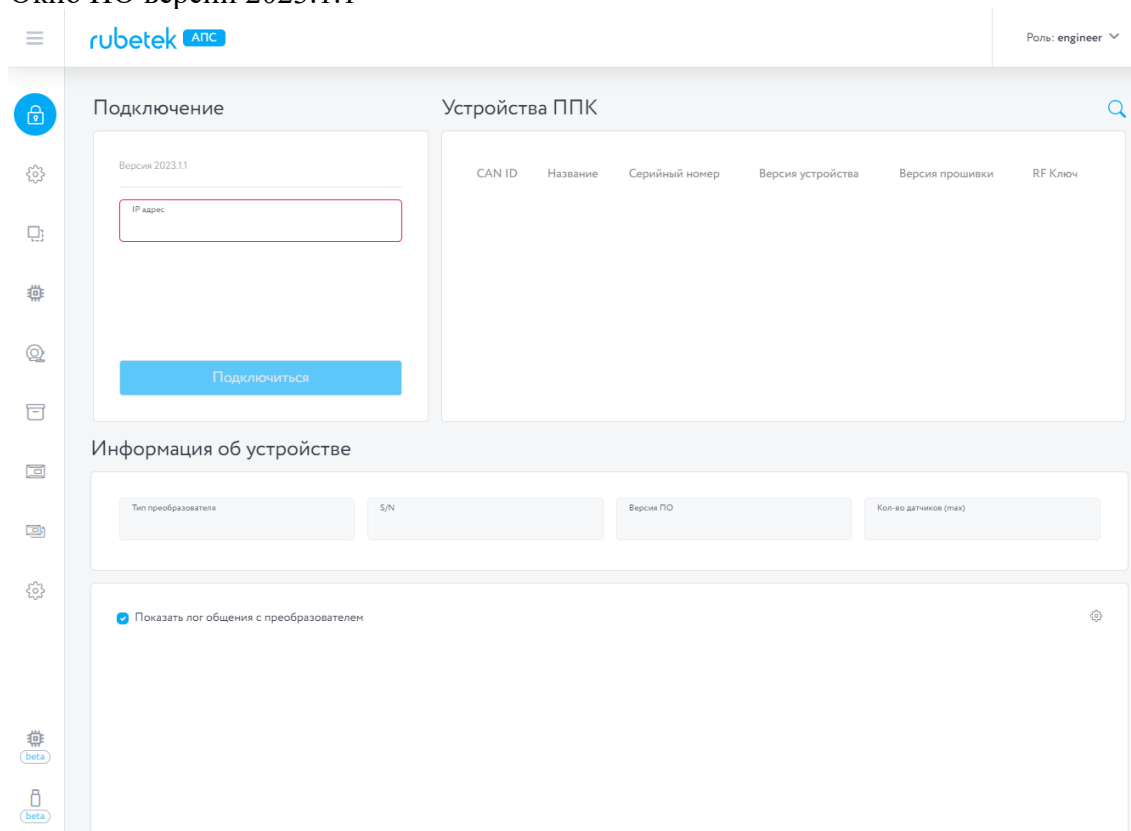 Окно ПО версии 2023.1.1
rubetek АПС
Роль: engineer
Подключение
Устройства ППК
Версия 2023.1.1
IP адрес
Подключиться
CAN ID Название Серийный номер Версия устройства Версия прошивки RF Ключ
Информация об устройстве
Тип преобразователя S/N Версия ПО Кол-во датчиков (max)
Показать лог общения с преобразователем
beta
beta